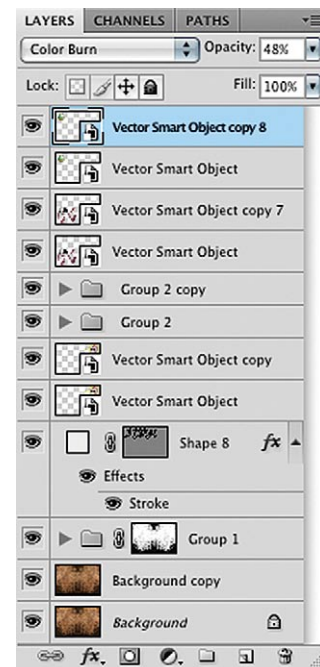 LAYERS CHANNELS PATHS
Color Burn Opacity: 48%
Lock: Fill: 100%
Vector Smart Object copy 8
Vector Smart Object
Vector Smart Object copy 7
Vector Smart Object
Group 2 copy
Group 2
Vector Smart Object copy
Vector Smart Object
Shape 8 fx
Effects
Stroke
Group 1
Background copy
Background
fx.